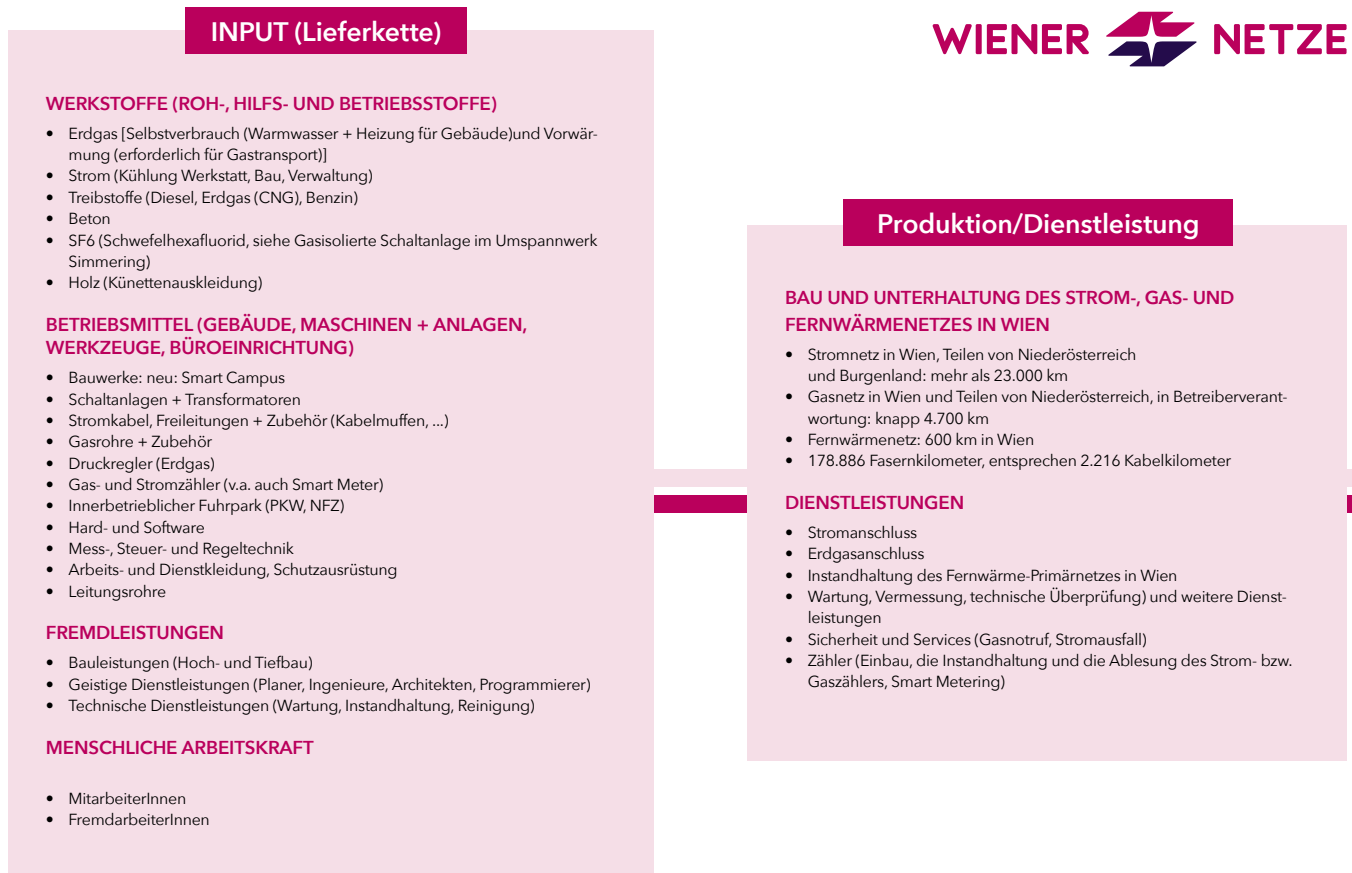 INPUT (Lieferkette)
WERKSTOFFE (ROH-, HILFS- UND BETRIEBSSTOFFE)
• Erdgas [Selbstverbrauch (Warmwasser + Heizung für Gebäude)und Vorwär-
mung (erforderlich für Gastransport)]
• Strom (Kühlung Werkstatt, Bau, Verwaltung)
• Treibstoffe (Diesel, Erdgas (CNG), Benzin)
• Beton
• SF6 (Schwefelhexafluorid, siehe Gasisolierte Schaltanlage im Umspannwerk
Simmering)
• Holz (Künettenauskleidung)
BETRIEBSMITTEL (GEBÄUDE, MASCHINEN + ANLAGEN,
WERKZEUGE, BÜROEINRICHTUNG)
• Bauwerke: neu: Smart Campus
• Schaltanlagen + Transformatoren
• Stromkabel, Freileitungen + Zubehör (Kabelmuffen, ...)
• Gasrohre + Zubehör
• Druckregler (Erdgas)
• Gas- und Stromzähler (v.a. auch Smart Meter)
• Innerbetrieblicher Fuhrpark (PKW, NFZ)
• Hard- und Software
• Mess-, Steuer- und Regeltechnik
• Arbeits- und Dienstkleidung, Schutzausrüstung
• Leitungsrohre
FREMDLEISTUNGEN
• Bauleistungen (Hoch- und Tiefbau)
• Geistige Dienstleistungen (Planer, Ingenieure, Architekten, Programmierer)
• Technische Dienstleistungen (Wartung, Instandhaltung, Reinigung)
MENSCHLICHE ARBEITSKRAFT
• MitarbeiterInnen
• FremdarbeiterInnen
WIENER NETZE
Produktion/Dienstleistung
BAU UND UNTERHALTUNG DES STROM-, GAS- UND
FERNWÄRMENETZES IN WIEN
• Stromnetz in Wien, Teilen von Niederösterreich
und Burgenland: mehr als 23.000 km
• Gasnetz in Wien und Teilen von Niederösterreich, in Betreiberverant-
wortung: knapp 4.700 km
• Fernwärmenetz: 600 km in Wien
• 178.886 Fasernkilometer, entsprechen 2.216 Kabelkilometer
DIENSTLEISTUNGEN
• Stromanschluss
• Erdgasanschluss
• Instandhaltung des Fernwärme-Primärnetzes in Wien
• Wartung, Vermessung, technische Überprüfung) und weitere Dienst-
leistungen
• Sicherheit und Services (Gasnotruf, Stromausfall)
• Zähler (Einbau, die Instandhaltung und die Ablesung des Strom- bzw.
Gaszählers, Smart Metering)